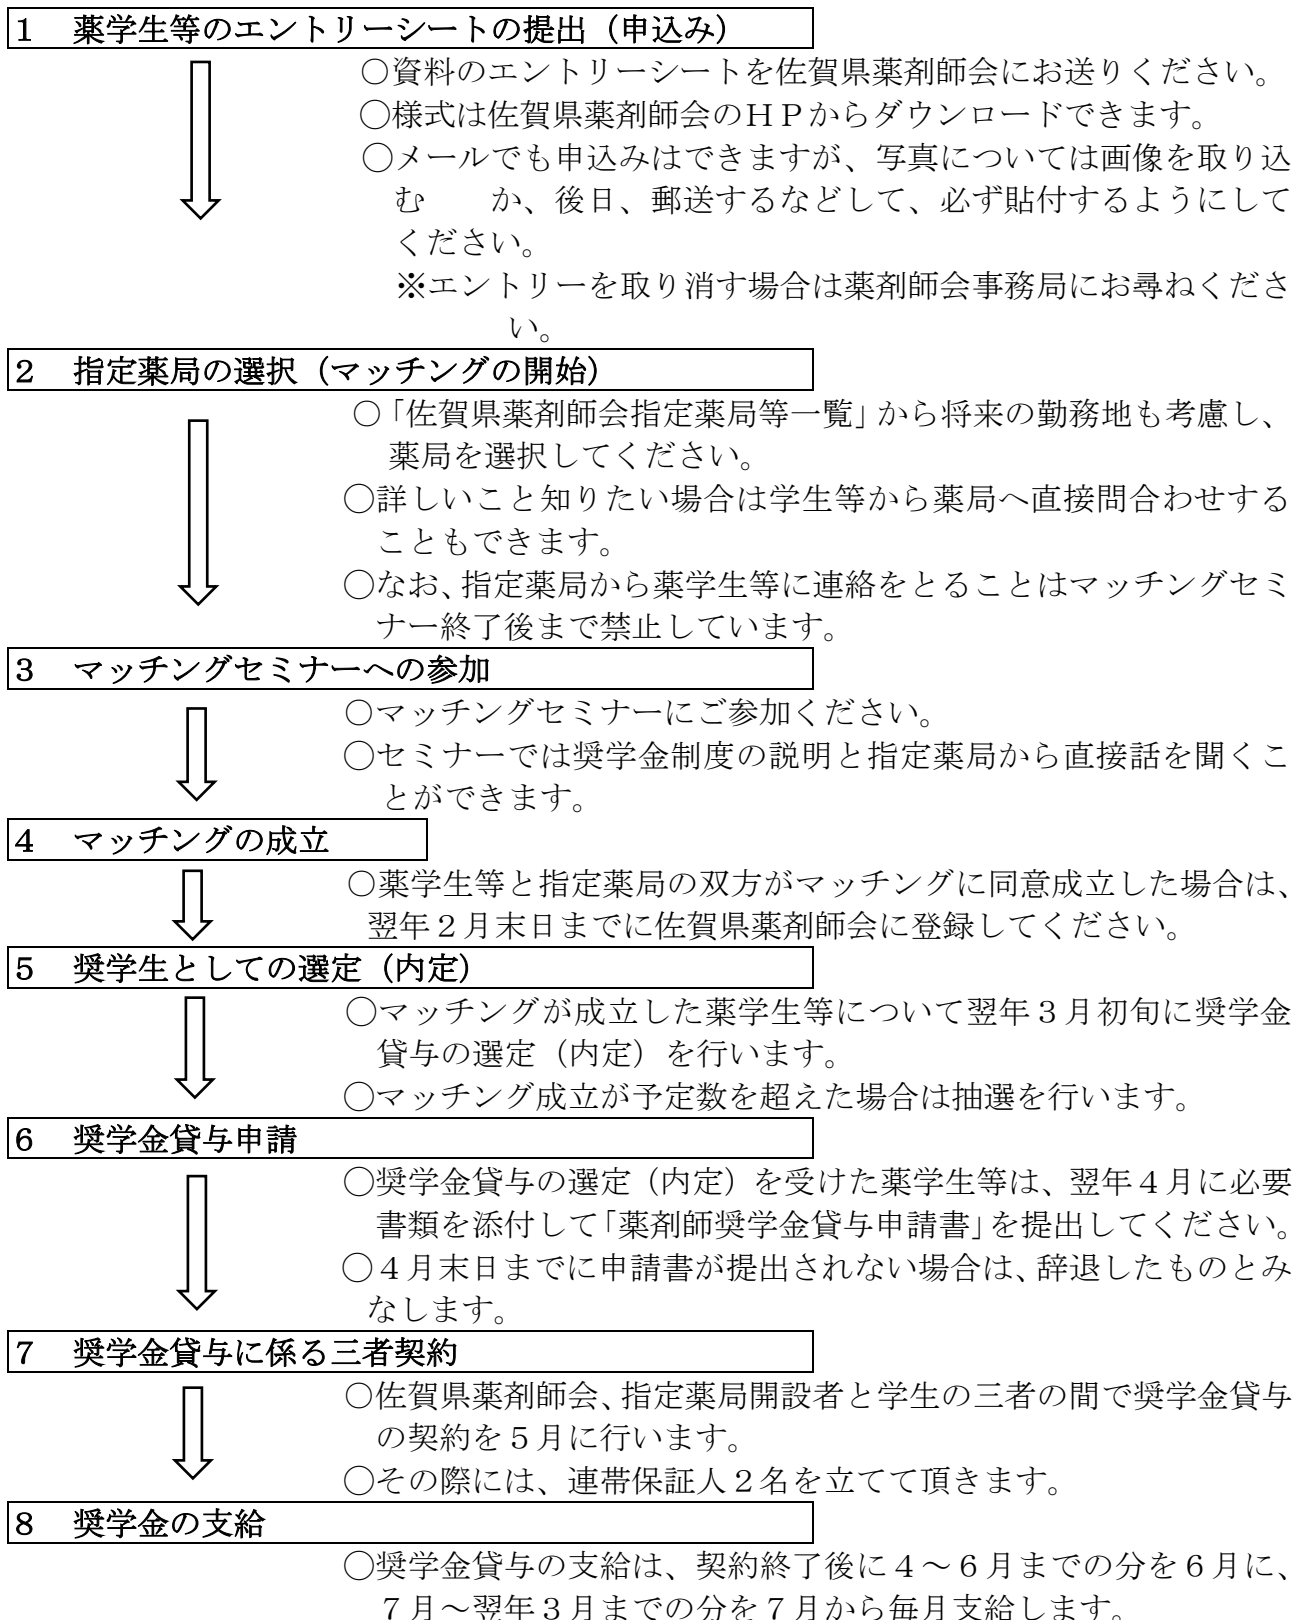 １　薬学生等のエントリーシートの提出（申込み）
○資料のエントリーシートを佐賀県薬剤師会にお送りください。
○様式は佐賀県薬剤師会のＨＰからダウンロードできます。
○メールでも申込みはできますが、写真については画像を取り込
む　　か、後日、郵送するなどして、必ず貼付するようにして
ください。
※エントリーを取り消す場合は薬剤師会事務局にお尋ねくださ
い。
２　指定薬局の選択（マッチングの開始）
○「佐賀県薬剤師会指定薬局等一覧」から将来の勤務地も考慮し、
薬局を選択してください。
○詳しいこと知りたい場合は学生等から薬局へ直接問合わせする
こともできます。
○なお、指定薬局から薬学生等に連絡をとることはマッチングセミ
ナー終了後まで禁止しています。
３　マッチングセミナーへの参加
○マッチングセミナーにご参加ください。
○セミナーでは奨学金制度の説明と指定薬局から直接話を聞くこ
とができます。
４　マッチングの成立
○薬学生等と指定薬局の双方がマッチングに同意成立した場合は、
翌年２月末日までに佐賀県薬剤師会に登録してください。
５　奨学生としての選定（内定）
○マッチングが成立した薬学生等について翌年３月初旬に奨学金
貸与の選定（内定）を行います。
○マッチング成立が予定数を超えた場合は抽選を行います。
６　奨学金貸与申請
○奨学金貸与の選定（内定）を受けた薬学生等は、翌年４月に必要
書類を添付して「薬剤師奨学金貸与申請書」を提出してください。
○４月末日までに申請書が提出されない場合は、辞退したものとみ
なします。
７　奨学金貸与に係る三者契約
○佐賀県薬剤師会、指定薬局開設者と学生の三者の間で奨学金貸与
の契約を５月に行います。
○その際には、連帯保証人２名を立てて頂きます。
８　奨学金の支給
○奨学金貸与の支給は、契約終了後に４～６月までの分を６月に、
７月～翌年３月までの分を７月から毎月支給します。